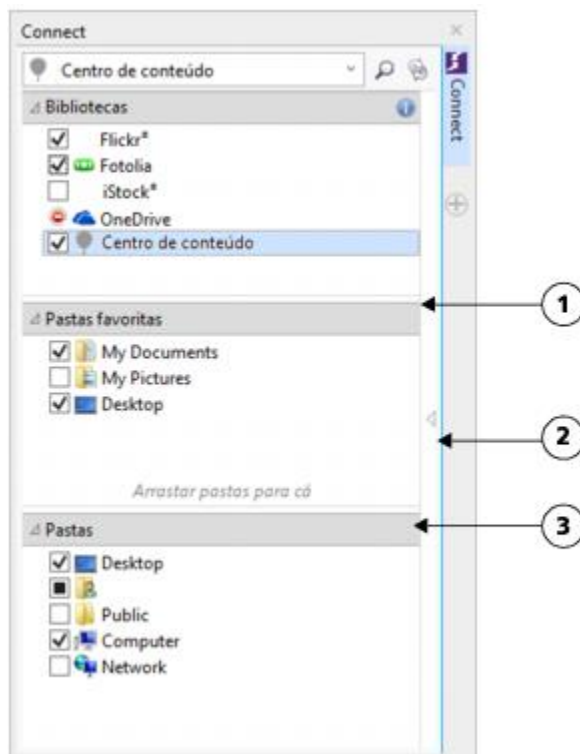 Connect
Centro de conteúdo
Bibliotecas
Flickr®
Fotolia
iStock®
OneDrive
Centro de conteúdo
Pastas favoritas
My Documents
My Pictures
Desktop
Arrastar pastas para cá
Pastas
Desktop
Public
Computer
Network
Connect
1
2
3